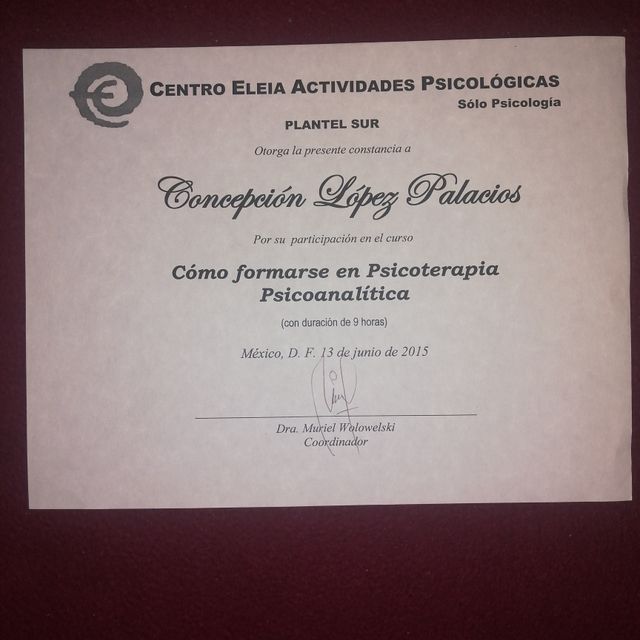 CENTRO ELEIA ACTIVIDADES PSICOLÓGICAS
Sólo Psicología
PLANTEL SUR
Otorga la presente constancia a
Concepción López Palacios
Por su participación en el curso
Cómo formarse en Psicoterapia
Psicoanalítica
(con duración de 9 horas)
México, D. F. 13 de junio de 2015
Dra. Muriel Wolowelski
Coordinador